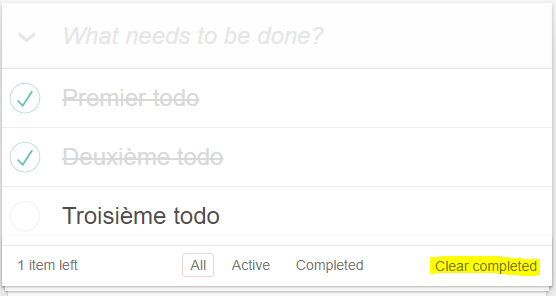 What needs to be done?
Premier todo
Deuxième todo
Troisième todo
1 item left All Active Completed Clear completed